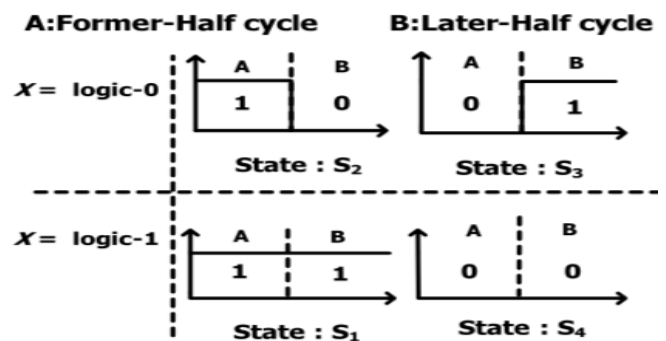 A:Former-Half cycle B:Later-Half cycle
A B A B
X = logic-0
1 0 0 1
State : S₂ State : S₃
X = logic-1
A B A B
1 1 0 0
State : S₁ State : S₄